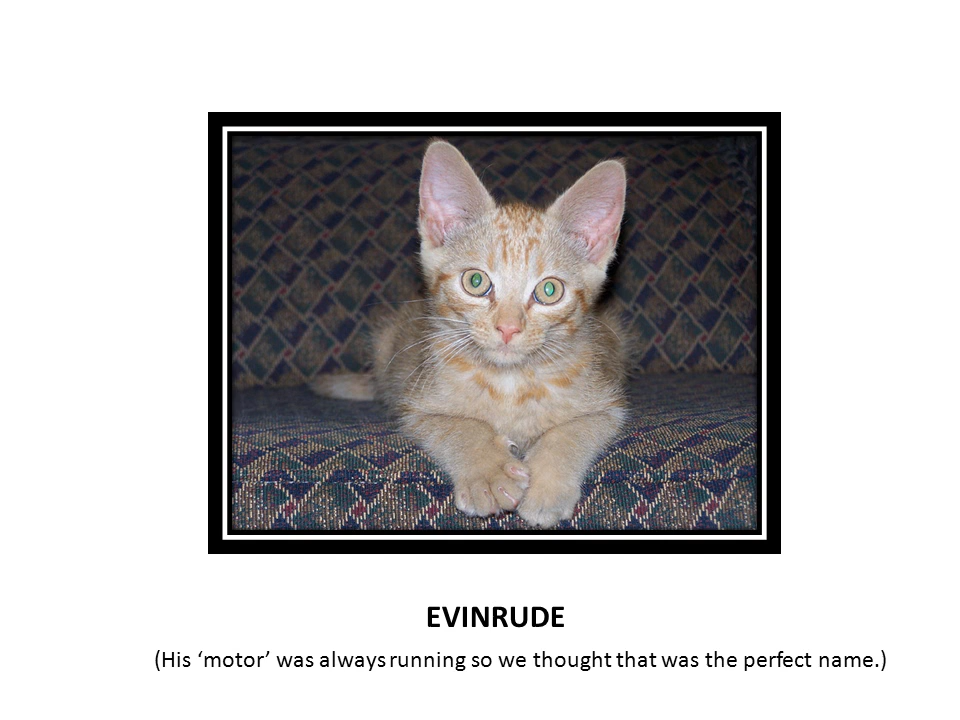 EVINRUDE
(His ‘motor’ was always running so we thought that was the perfect name.)